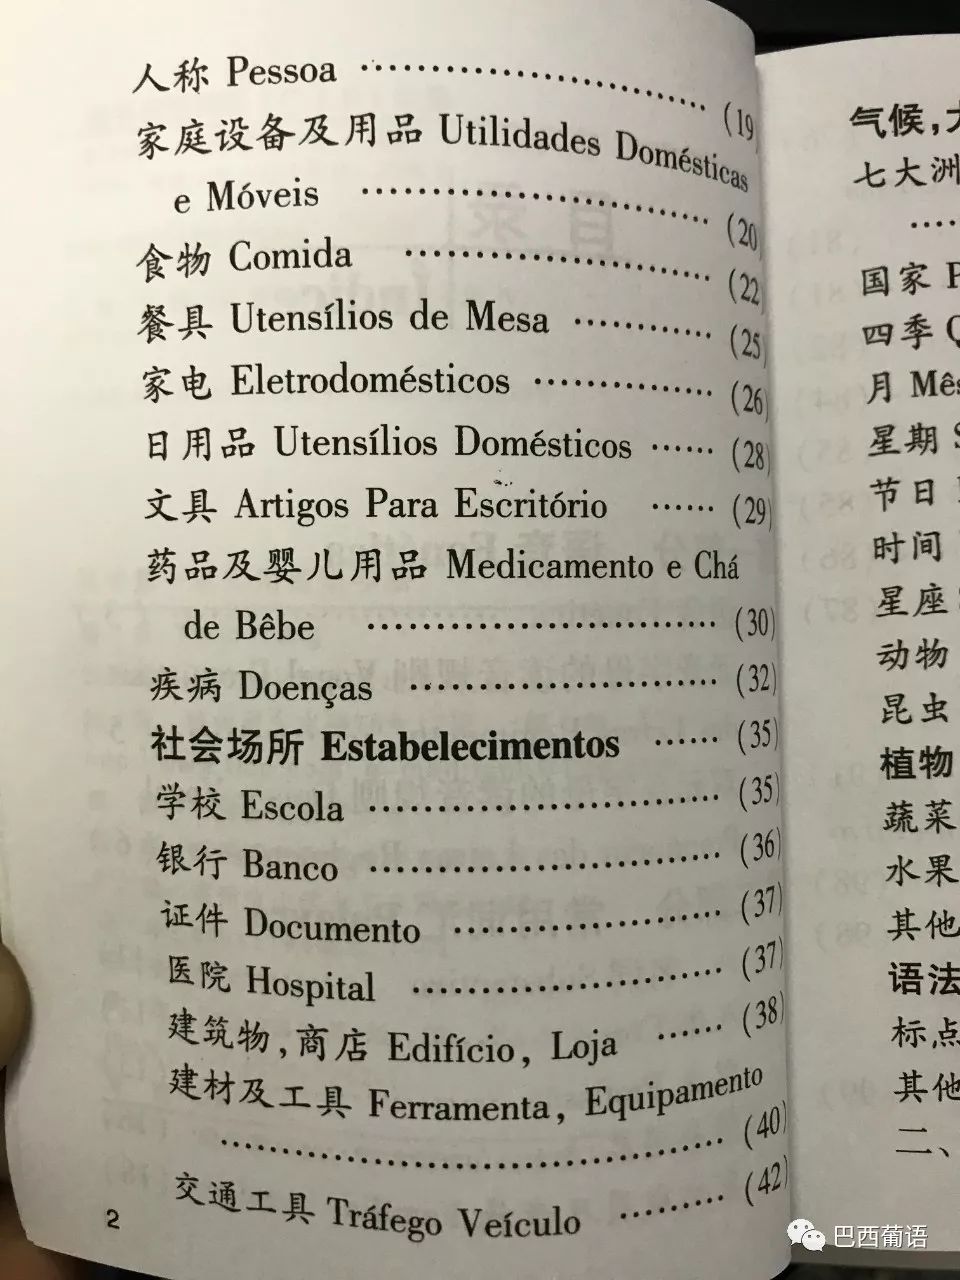 人称 Pessoa ………………………… (19
家庭设备及用品 Utilidades Domésticas
e Móveis ………………………… (20)
食物 Comida ………………………… (22
餐具 Utensílios de Mesa ………… (25
家电 Eletrodomésticos …………… (26)
日用品 Utensílios Domésticos …… (28)
文具 Artigos Para Escritório …… (29)
药品及婴儿用品 Medicamento e Chá
de Bêbe ………………………… (30)
疾病 Doenças ……………………… (32)
社会场所 Estabelecimentos …… (35)
学校 Escola ………………………… (35)
银行 Banco ………………………… (36)
证件 Documento …………………… (37)
医院 Hospital ……………………… (37)
建筑物,商店 Edifício, Loja …… (38)
建材及工具 Ferramenta, Equipamento
…………………………………… (40)
交通工具 Tráfego Veículo ……… (42)
2
气候,
七大洲
……
国家
四季
月 Mês
星期
节日
时间
星座
动物
昆虫
植物
蔬菜
水果
其他
语法
标点
其他
二、
巴西葡语